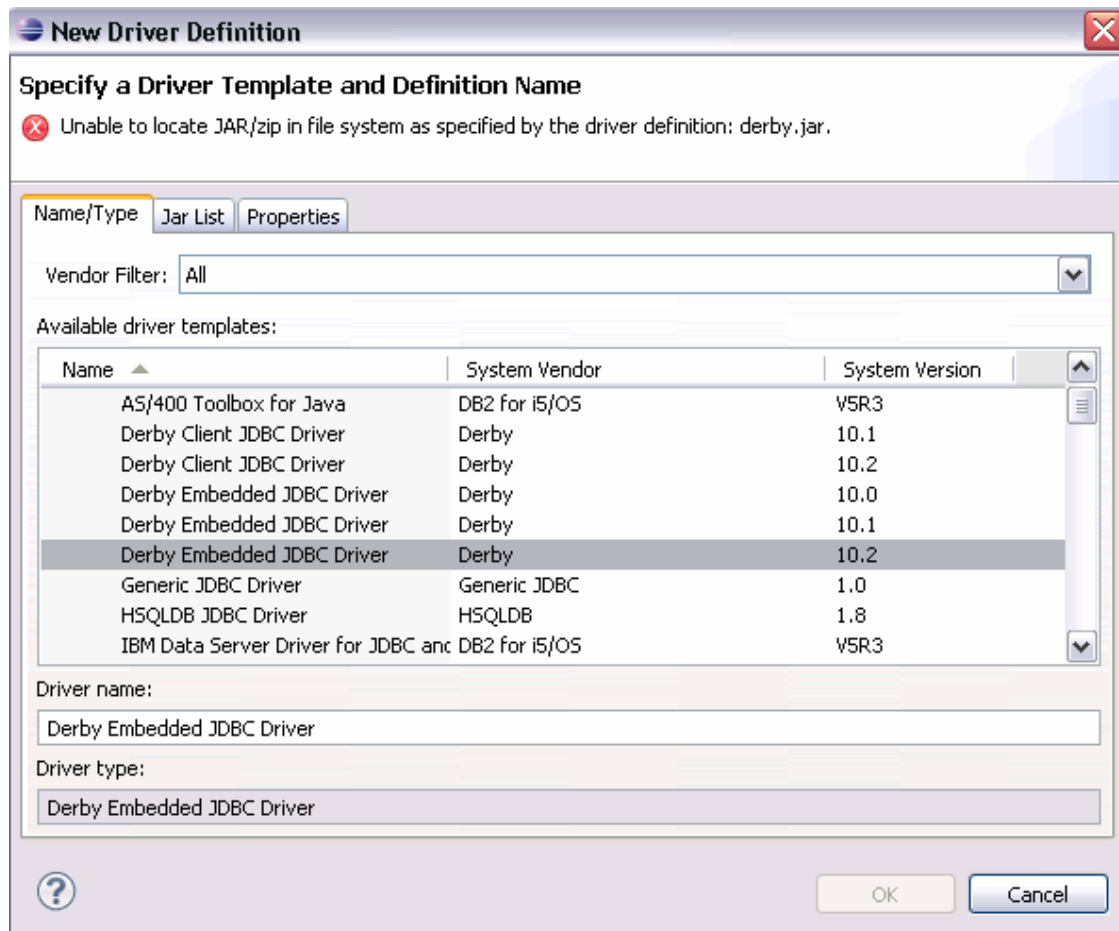 New Driver Definition
Specify a Driver Template and Definition Name
Unable to locate JAR/zip in file system as specified by the driver definition: derby.jar.
Name/Type Jar List Properties
Vendor Filter: All
Available driver templates:
Name System Vendor System Version
AS/400 Toolbox for Java DB2 for i5/OS V5R3
Derby Client JDBC Driver Derby 10.1
Derby Client JDBC Driver Derby 10.2
Derby Embedded JDBC Driver Derby 10.0
Derby Embedded JDBC Driver Derby 10.1
Derby Embedded JDBC Driver Derby 10.2
Generic JDBC Driver Generic JDBC 1.0
HSQLDB JDBC Driver HSQLDB 1.8
IBM Data Server Driver for JDBC anc DB2 for i5/OS V5R3
Driver name:
Derby Embedded JDBC Driver
Driver type:
Derby Embedded JDBC Driver
? OK Cancel